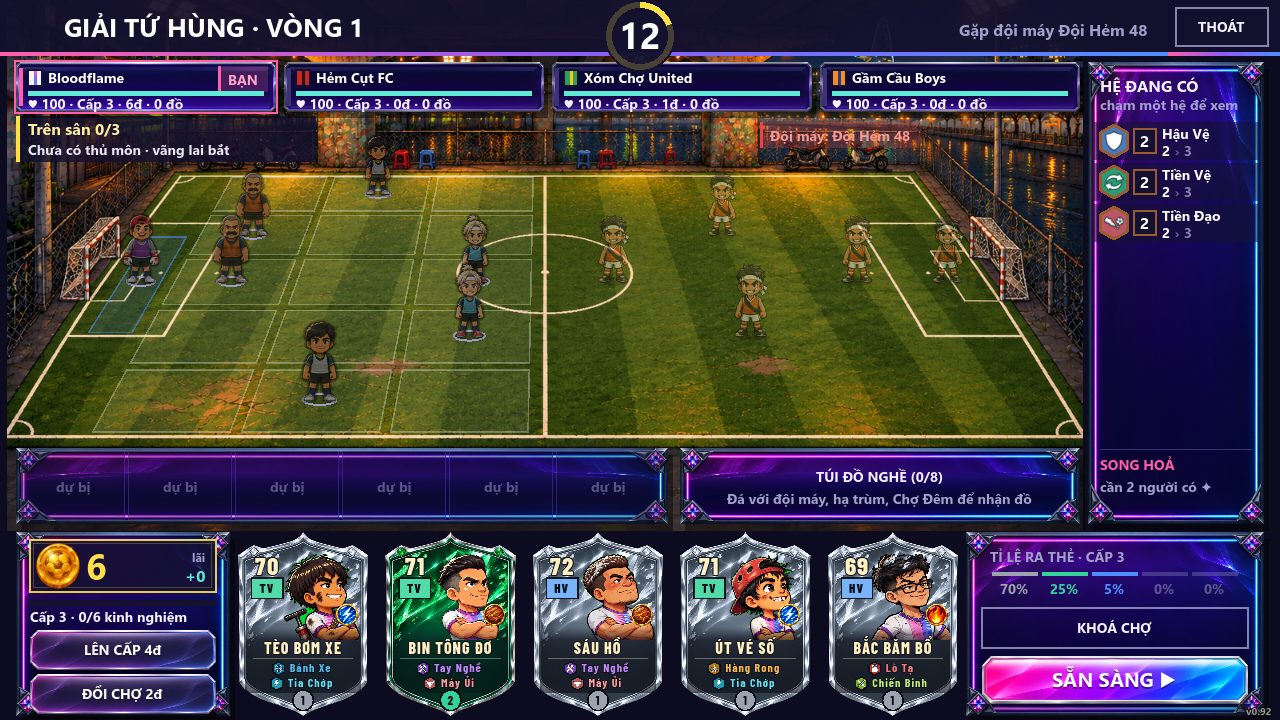 GIẢI TỨ HÙNG · VÒNG 1
12
Gặp đội máy Đội Hẻm 48
THOÁT
Bloodflame
BẠN
♥ 100 · Cấp 3 · 6đ · 0 đồ
Hẻm Cụt FC
♥ 100 · Cấp 3 · 0đ · 0 đồ
Xóm Chợ United
♥ 100 · Cấp 3 · 1đ · 0 đồ
Gầm Cầu Boys
♥ 100 · Cấp 3 · 0đ · 0 đồ
Trên sân 0/3
Chưa có thủ môn · vãng lai bắt
Đội máy: Đội Hẻm 48
HỆ ĐANG CÓ
chạm một hệ để xem
2 Hậu Vệ
2 › 3
2 Tiền Vệ
2 › 3
2 Tiền Đạo
2 › 3
SONG HOẢ
cần 2 người có ✦
dự bị
dự bị
dự bị
dự bị
dự bị
dự bị
TÚI ĐỒ NGHỀ (0/8)
Đá với đội máy, hạ trùm, Chợ Đêm để nhận đồ
6
lãi
+0
Cấp 3 · 0/6 kinh nghiệm
LÊN CẤP 4đ
ĐỔI CHỢ 2đ
70
TV
TÈO BƠM XE
Bánh Xe
Tia Chớp
1
71
TV
BIN TÔNG ĐƠ
Tay Nghề
Máy Ủi
2
72
HV
SÁU HỒ
Tay Nghề
Máy Ủi
1
71
TV
ÚT VÉ SỐ
Hàng Rong
Tia Chớp
1
69
HV
BẮC BẤM BÔ
Lò Tạ
Chiến Binh
1
TỈ LỆ RA THẺ · CẤP 3
70% 25% 5% 0% 0%
KHOÁ CHỢ
SẴN SÀNG ▶
v0.92